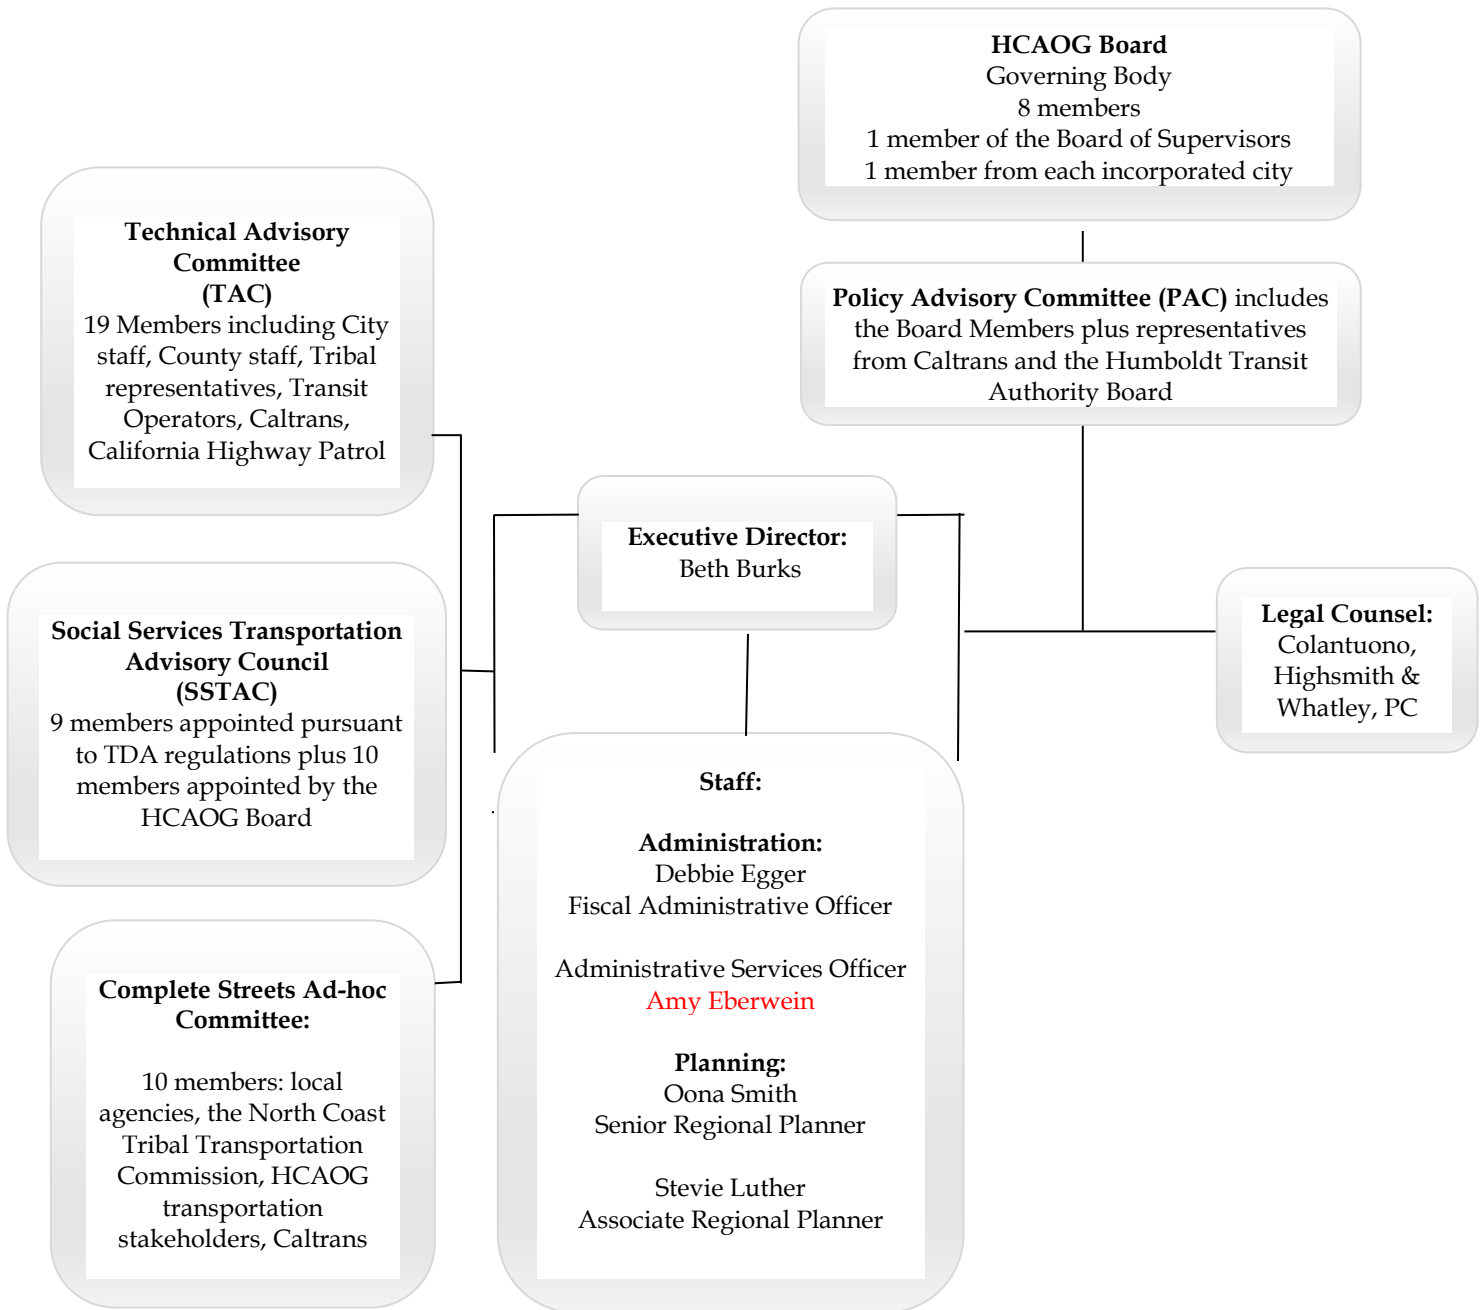 HCAOG Board
Governing Body
8 members
1 member of the Board of Supervisors
1 member from each incorporated city
Policy Advisory Committee (PAC) includes
the Board Members plus representatives
from Caltrans and the Humboldt Transit
Authority Board
Technical Advisory
Committee
(TAC)
19 Members including City
staff, County staff, Tribal
representatives, Transit
Operators, Caltrans,
California Highway Patrol
Executive Director:
Beth Burks
Legal Counsel:
Colantuono,
Highsmith &
Whatley, PC
Social Services Transportation
Advisory Council
(SSTAC)
9 members appointed pursuant
to TDA regulations plus 10
members appointed by the
HCAOG Board
Staff:
Administration:
Debbie Egger
Fiscal Administrative Officer
Administrative Services Officer
Amy Eberwein
Planning:
Oona Smith
Senior Regional Planner
Stevie Luther
Associate Regional Planner
Complete Streets Ad-hoc
Committee:
10 members: local
agencies, the North Coast
Tribal Transportation
Commission, HCAOG
transportation
stakeholders, Caltrans